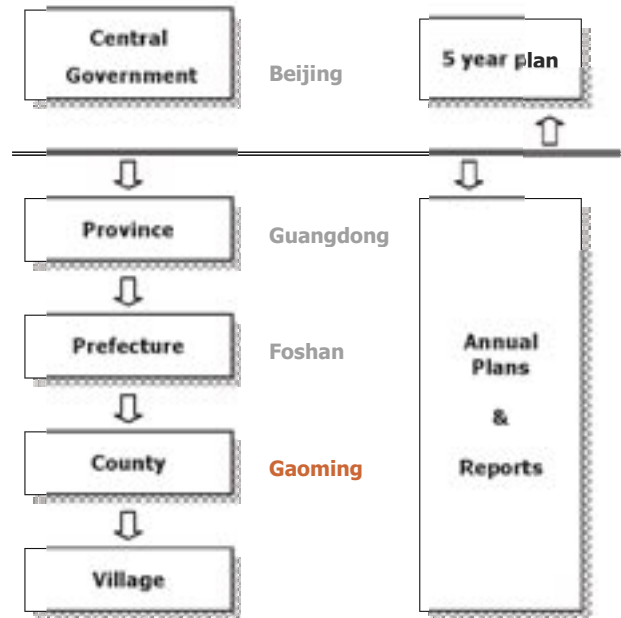 Central
Government
Beijing
5 year plan
Province
Guangdong
Prefecture
Foshan
Annual
Plans
&
Reports
County
Gaoming
Village